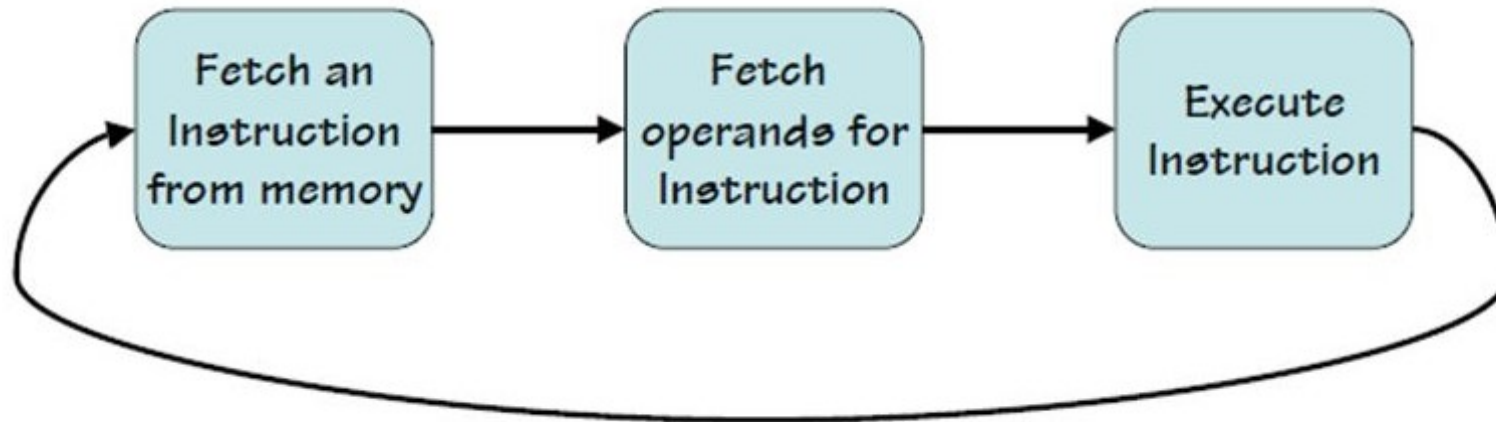 Fetch an
Instruction
from memory
Fetch
operands for
Instruction
Execute
Instruction